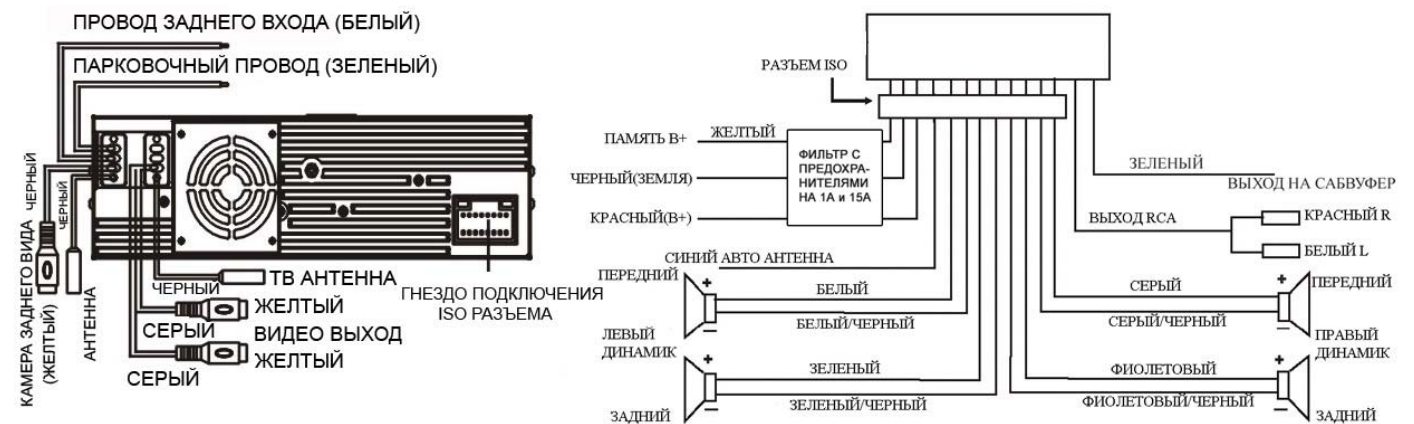 ПРОВОД ЗАДНЕГО ВХОДА (БЕЛЫЙ)
ПАРКОВОЧНЫЙ ПРОВОД (ЗЕЛЕНЫЙ)
ЧЕРНЫЙ
ЧЕРНЫЙ
КАМЕРА ЗАДНЕГО ВИДА
(ЖЕЛТЫЙ)
АНТЕННА
ЧЕРНЫЙ
ТВ АНТЕННА
ЖЕЛТЫЙ
СЕРЫЙ
ВИДЕО ВЫХОД
ЖЕЛТЫЙ
СЕРЫЙ
ГНЕЗДО ПОДКЛЮЧЕНИЯ
ISO РАЗЪЕМА
РАЗЪЕМ ISO
ПАМЯТЬ B+
ЖЕЛТЫЙ
ЧЕРНЫЙ(ЗЕМЛЯ)
КРАСНЫЙ(B+)
ФИЛЬТР С
ПРЕДОХРА-
НИТЕЛЯМИ
НА 1А и 15А
СИНИЙ АВТО АНТЕННА
ПЕРЕДНИЙ
+
БЕЛЫЙ
–
БЕЛЫЙ/ЧЕРНЫЙ
ЛЕВЫЙ
ДИНАМИК
+
ЗЕЛЕНЫЙ
–
ЗЕЛЕНЫЙ/ЧЕРНЫЙ
ЗАДНИЙ
ЗЕЛЕНЫЙ
ВЫХОД НА САБВУФЕР
ВЫХОД RCA
КРАСНЫЙ R
БЕЛЫЙ L
СЕРЫЙ
+
ПЕРЕДНИЙ
СЕРЫЙ/ЧЕРНЫЙ
–
ПРАВЫЙ
ДИНАМИК
ФИОЛЕТОВЫЙ
+
ФИОЛЕТОВЫЙ/ЧЕРНЫЙ
–
ЗАДНИЙ